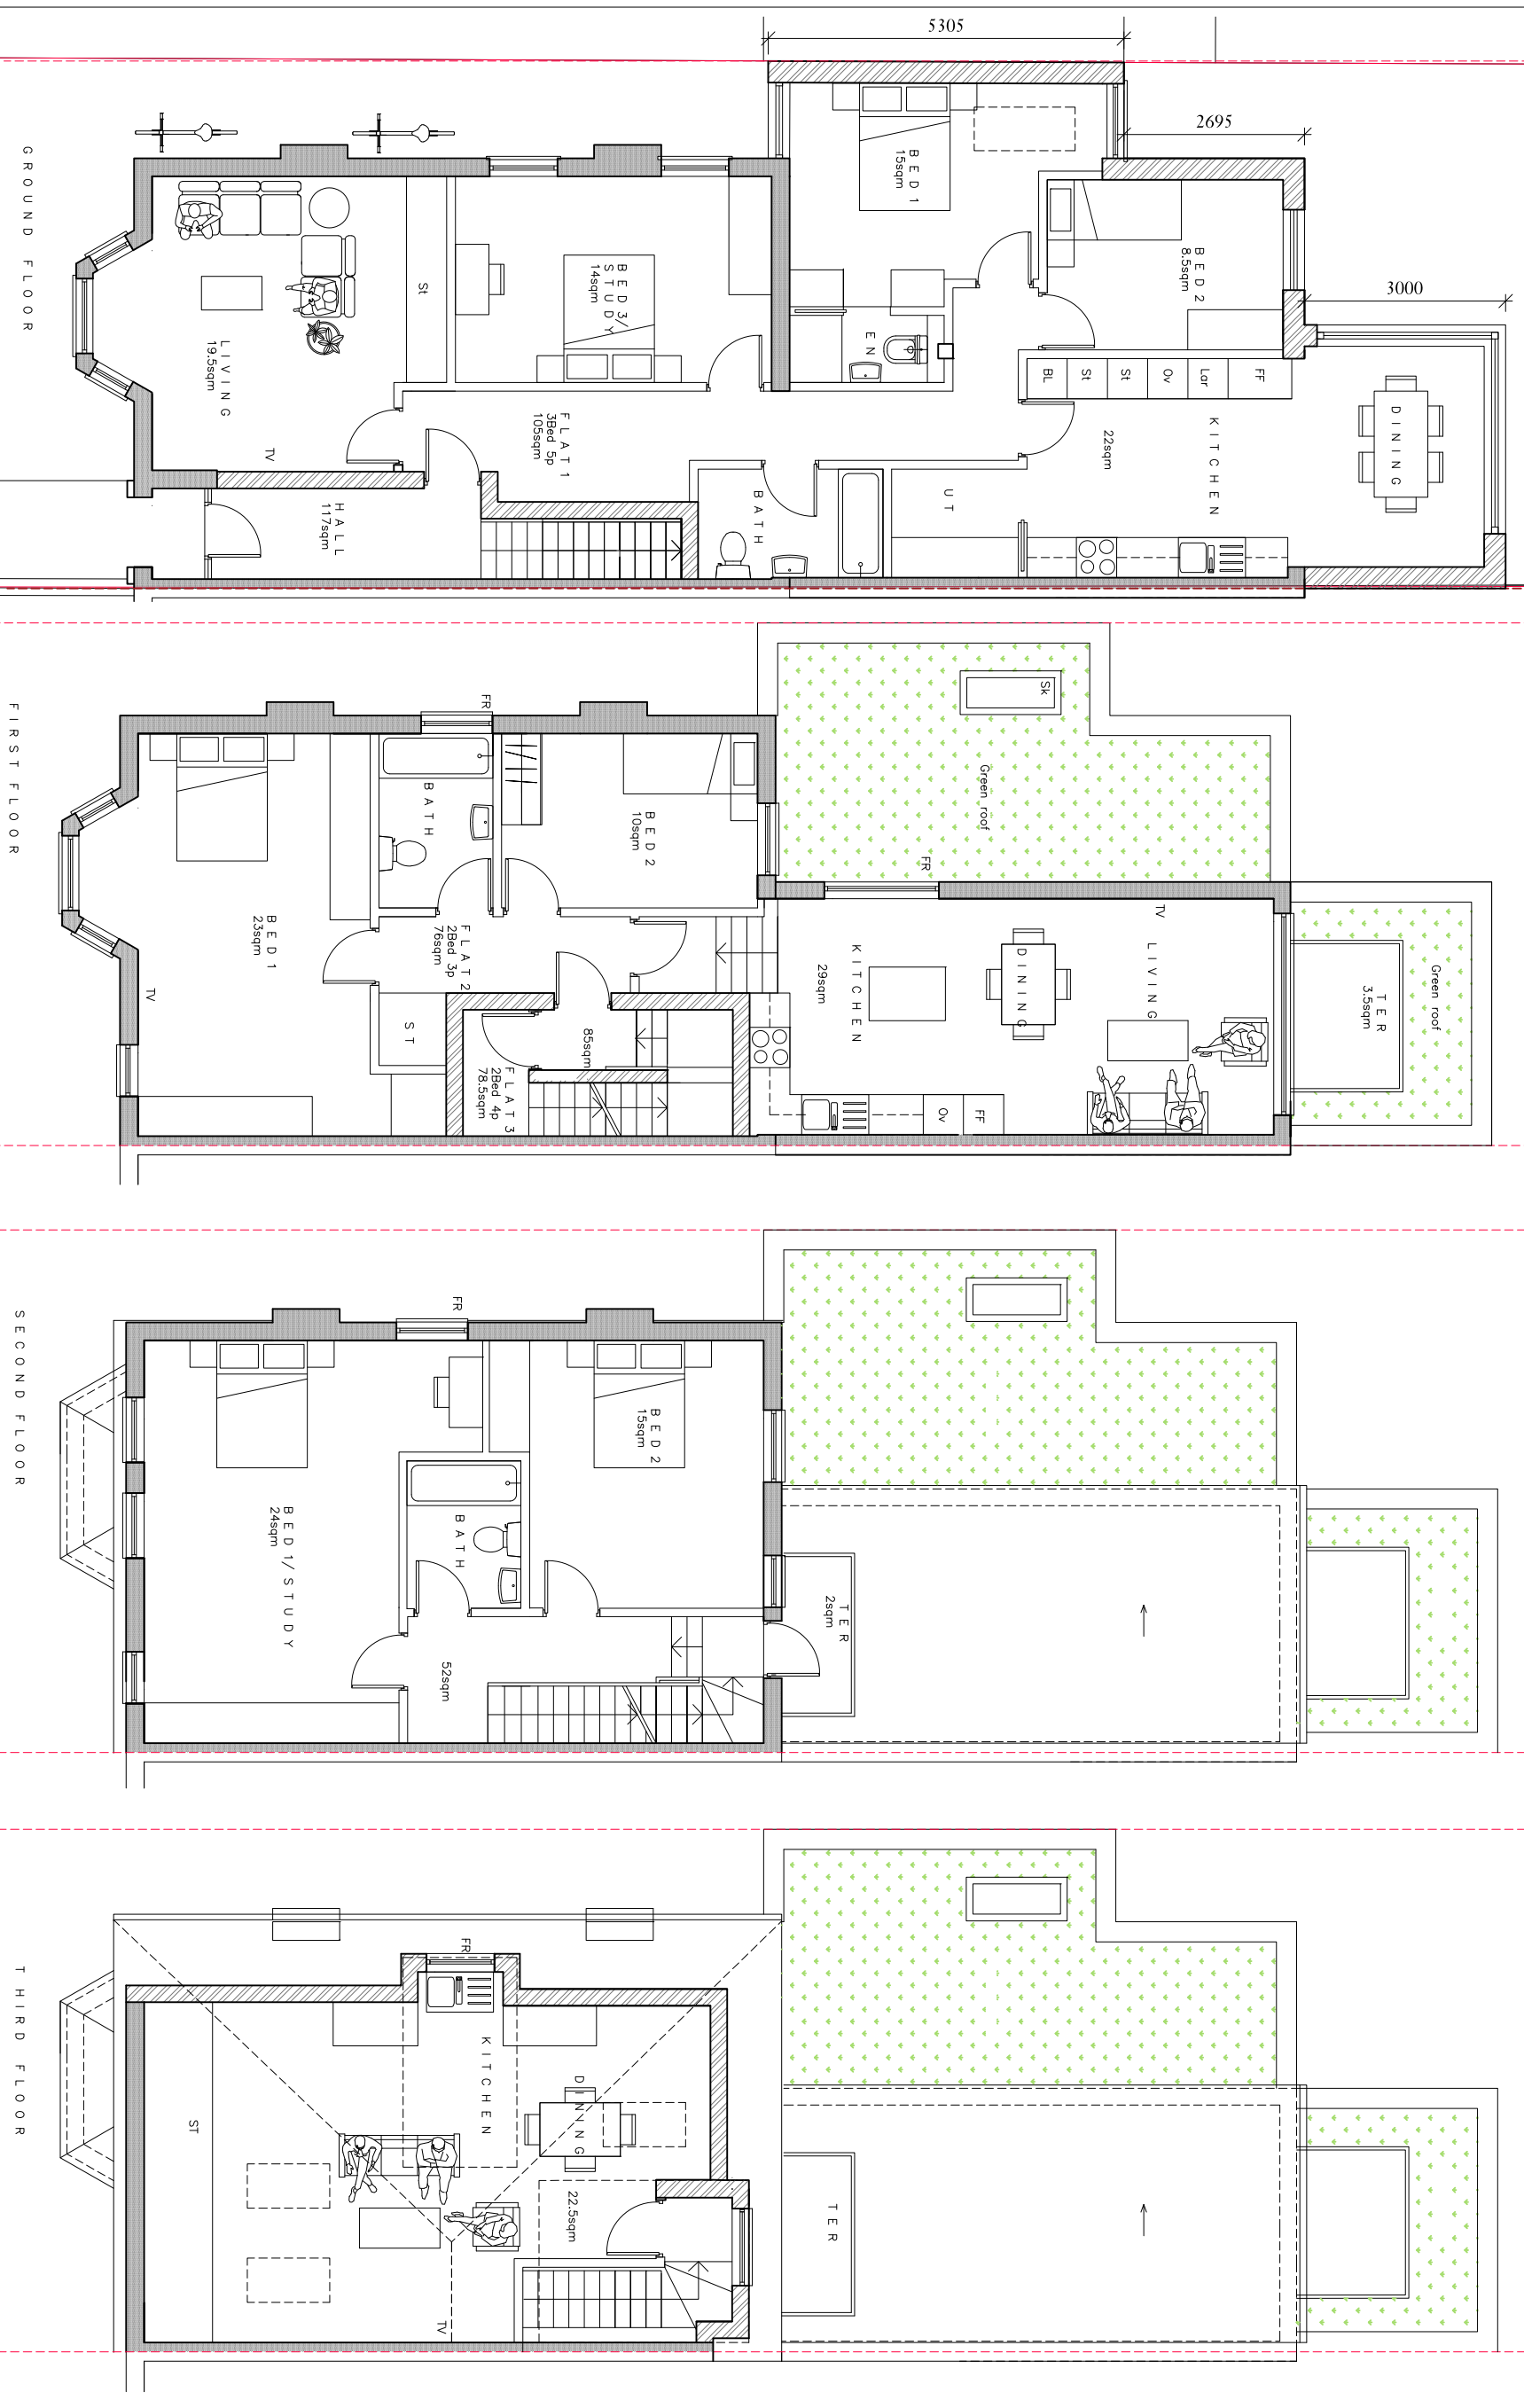 5305
2695
3000
GROUND FLOOR
LIVING
19.5sqm
TV
St
BED 3/
STUDY
14sqm
FLAT 1
3Bed 5p
105sqm
HALL
117sqm
BED 1
15sqm
EN
BATH
UT
BED 2
8.5sqm
BL
St
St
Ov
Lar
FF
KITCHEN
22sqm
DINING
FIRST FLOOR
BED 1
23sqm
TV
FR
BATH
BED 2
10sqm
FLAT 2
2Bed 3p
76sqm
ST
85sqm
FLAT 3
2Bed 4p
78.5sqm
Sk
Green roof
FR
KITCHEN
29sqm
DINING
LIVING
TV
Ov
FF
TER
3.5sqm
Green roof
SECOND FLOOR
FR
BED 1/ STUDY
24sqm
BATH
BED 2
15sqm
52sqm
TER
2sqm
THIRD FLOOR
FR
ST
KITCHEN
DINING
22.5sqm
TV
TER